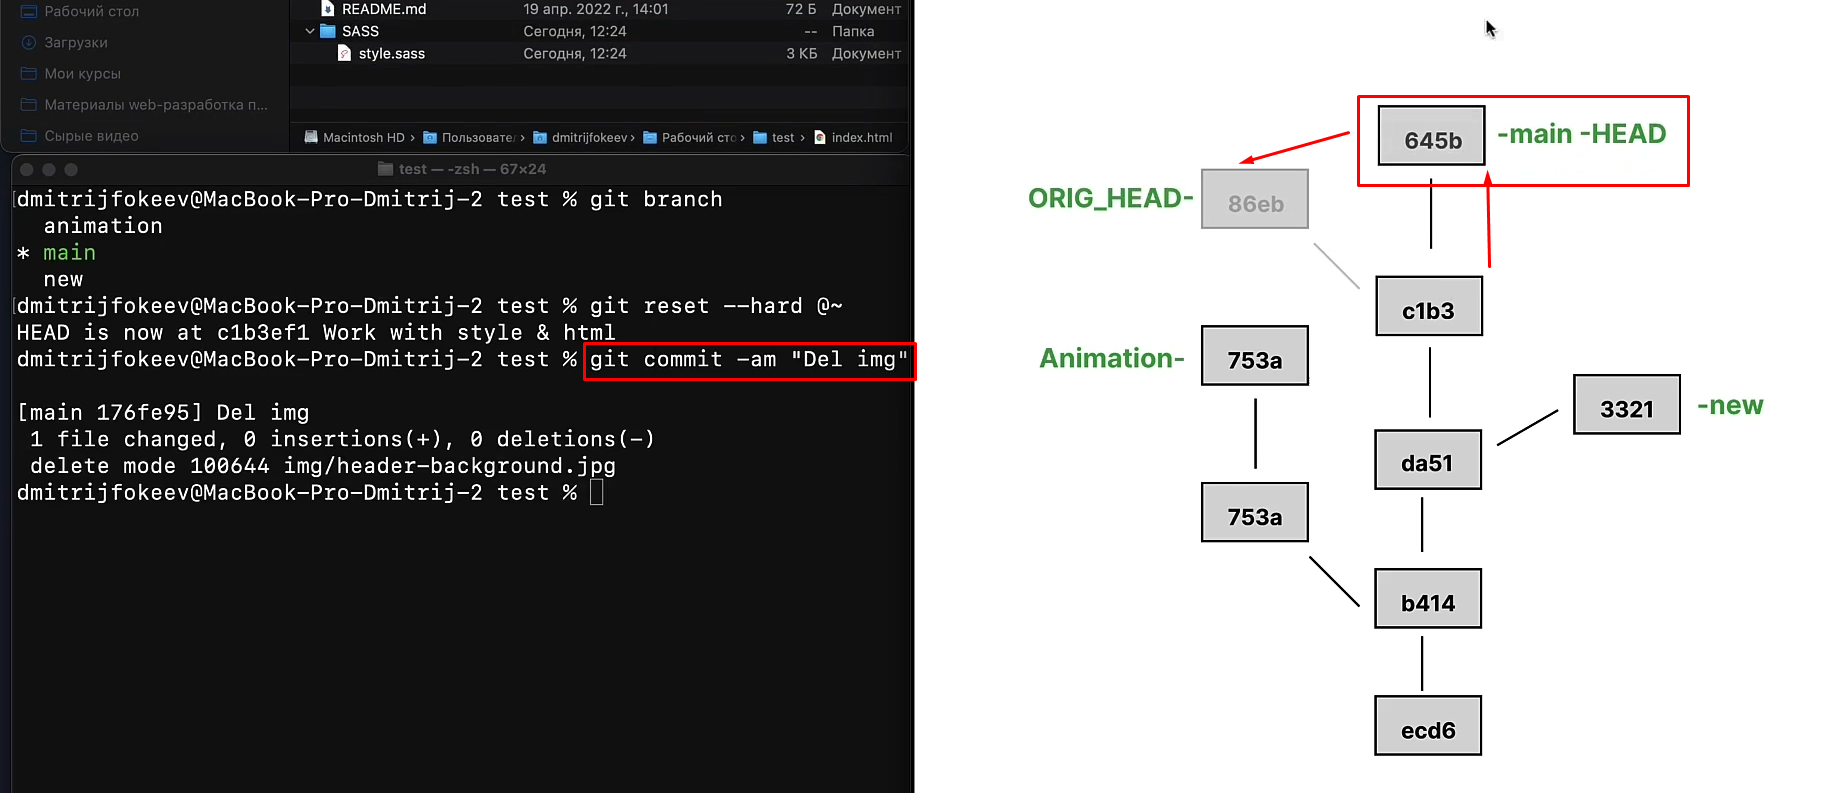 Рабочий стол
Загрузки
Мои курсы
Материалы web-разработка п...
Сырые видео
README.md 19 апр. 2022 г., 14:01 72 Б Документ
SASS Сегодня, 12:24 -- Папка
style.sass Сегодня, 12:24 3 КБ Документ
Macintosh HD › Пользовател › dmitrijfokeev › Рабочий сто › test › index.html
test — -zsh — 67×24
dmitrijfokeev@MacBook-Pro-Dmitrij-2 test % git branch
animation
* main
new
dmitrijfokeev@MacBook-Pro-Dmitrij-2 test % git reset --hard @~
HEAD is now at c1b3ef1 Work with style & html
dmitrijfokeev@MacBook-Pro-Dmitrij-2 test % git commit -am "Del img"
[main 176fe95] Del img
1 file changed, 0 insertions(+), 0 deletions(-)
delete mode 100644 img/header-background.jpg
dmitrijfokeev@MacBook-Pro-Dmitrij-2 test %
645b -main -HEAD
ORIG_HEAD- 86eb
c1b3
Animation- 753a
3321 -new
da51
753a
b414
ecd6